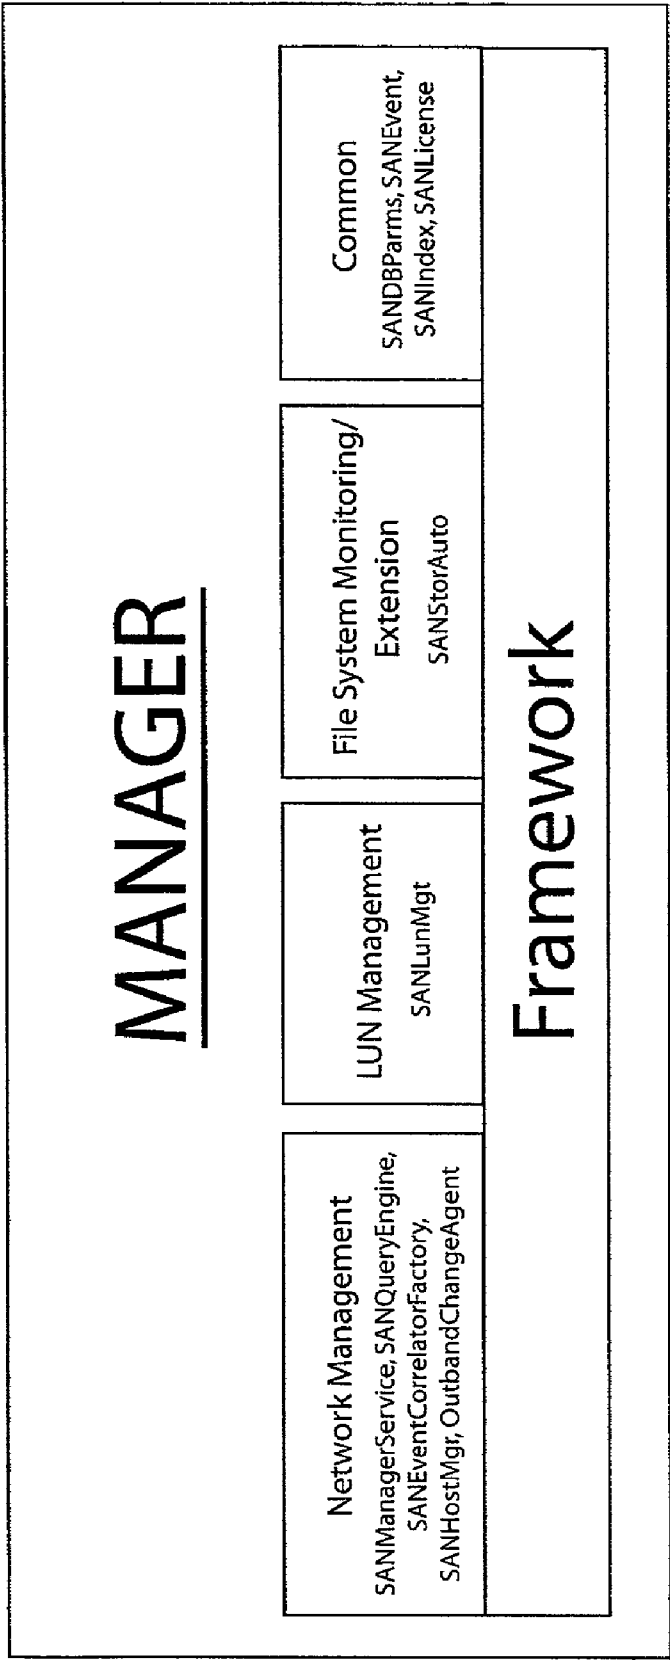 MANAGER
Network Management
SANManagerService, SANQueryEngine,
SANEventCorrelatorFactory,
SANHostMgr, OutbandChangeAgent
LUN Management
SANLunMgt
File System Monitoring/
Extension
SANStorAuto
Common
SANDBParms, SANEvent,
SANIndex, SANLicense
Framework